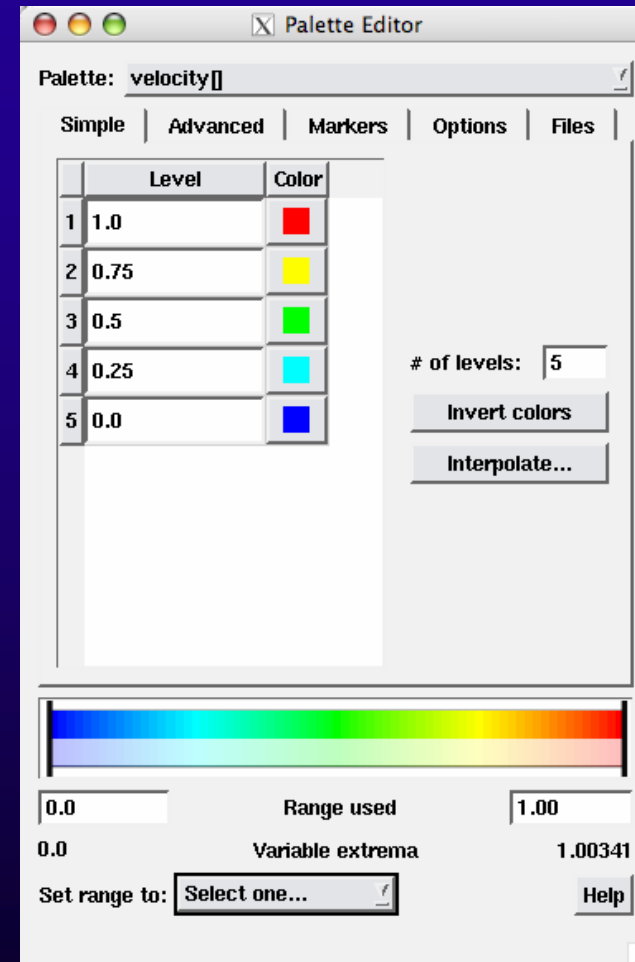 Palette Editor
Palette: velocity[]
Simple Advanced Markers Options Files
Level Color
1 1.0
2 0.75
3 0.5
4 0.25
5 0.0
# of levels: 5
Invert colors
Interpolate...
0.0 Range used 1.00
0.0 Variable extrema 1.00341
Set range to: Select one... Help